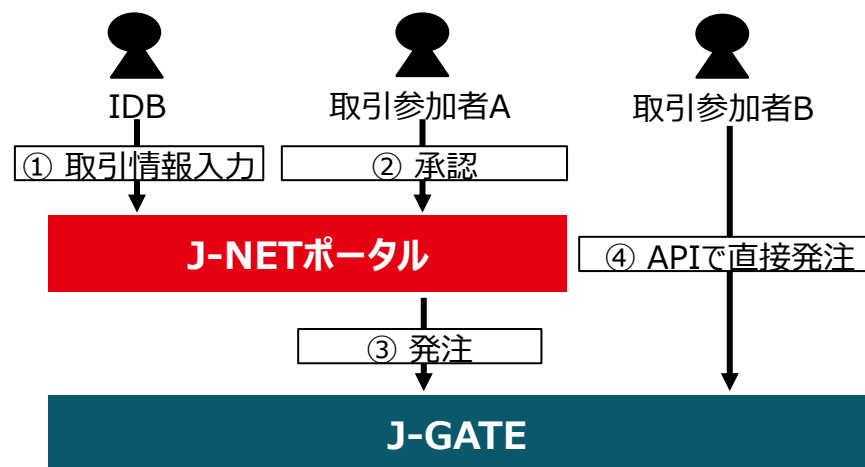 IDB
取引参加者A
取引参加者B
① 取引情報入力
② 承認
J-NETポータル
④ APIで直接発注
③ 発注
J-GATE